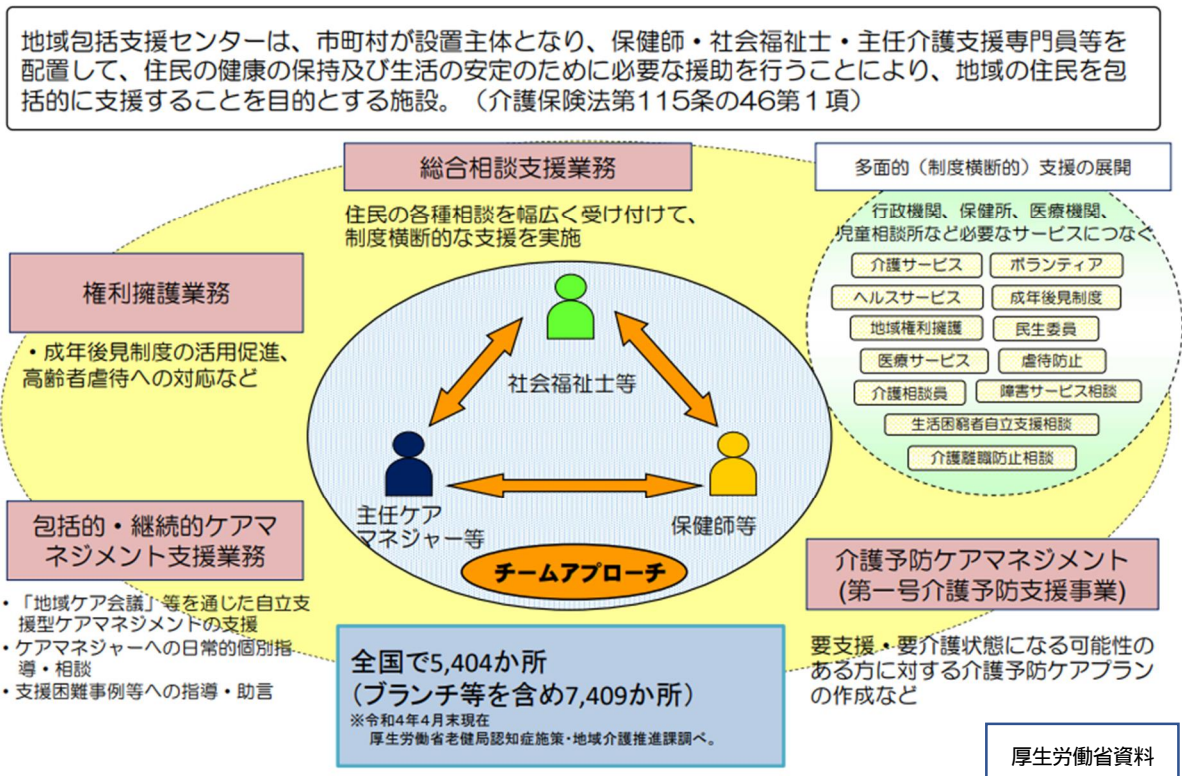 地域包括支援センターは、市町村が設置主体となり、保健師・社会福祉士・主任介護支援専門員等を
配置して、住民の健康の保持及び生活の安定のために必要な援助を行うことにより、地域の住民を包
括的に支援することを目的とする施設。（介護保険法第115条の46第１項）
総合相談支援業務
住民の各種相談を幅広く受け付けて、
制度横断的な支援を実施
多面的（制度横断的）支援の展開
行政機関、保健所、医療機関、
児童相談所など必要なサービスにつなぐ
介護サービス
ボランティア
ヘルスサービス
成年後見制度
地域権利擁護
民生委員
医療サービス
虐待防止
介護相談員
障害サービス相談
生活困窮者自立支援相談
介護離職防止相談
権利擁護業務
・成年後見制度の活用促進、
高齢者虐待への対応など
社会福祉士等
主任ケア
マネジャー等
保健師等
チームアプローチ
包括的・継続的ケアマ
ネジメント支援業務
・「地域ケア会議」等を通じた自立支
援型ケアマネジメントの支援
・ケアマネジャーへの日常的個別指
導・相談
・支援困難事例等への指導・助言
介護予防ケアマネジメント
(第一号介護予防支援事業)
要支援・要介護状態になる可能性の
ある方に対する介護予防ケアプラン
の作成など
全国で5,404か所
（ブランチ等を含め7,409か所）
※令和4年4月末現在
厚生労働省老健局認知症施策・地域介護推進課調べ。
厚生労働省資料